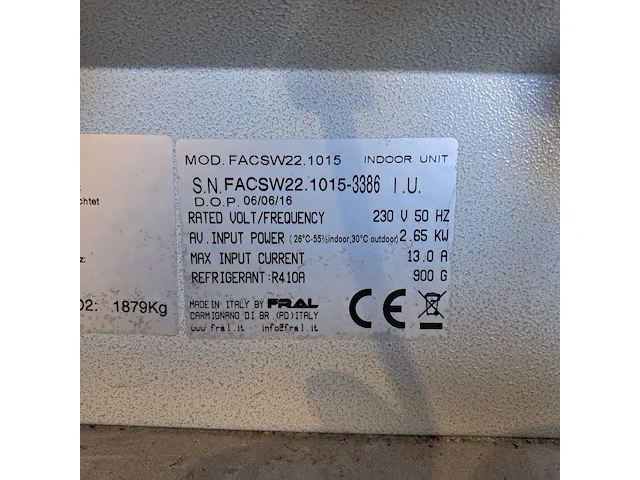 chtet
z:
O2: 1879Kg
MOD. FACSW22.1015 INDOOR UNIT
S.N.FACSW22.1015-3386 I.U.
D.O.P. 06/06/16
RATED VOLT/FREQUENCY 230 V 50 HZ
AV. INPUT POWER (26°C-55%indoor,30°C outdoor) 2.65 KW
MAX INPUT CURRENT 13.0 A
REFRIGERANT:R410A 900 G
MADE IN ITALY BY FRAL
CARMIGNANO DI BR.(PD)ITALY
www.fral.it info@fral.it
CE